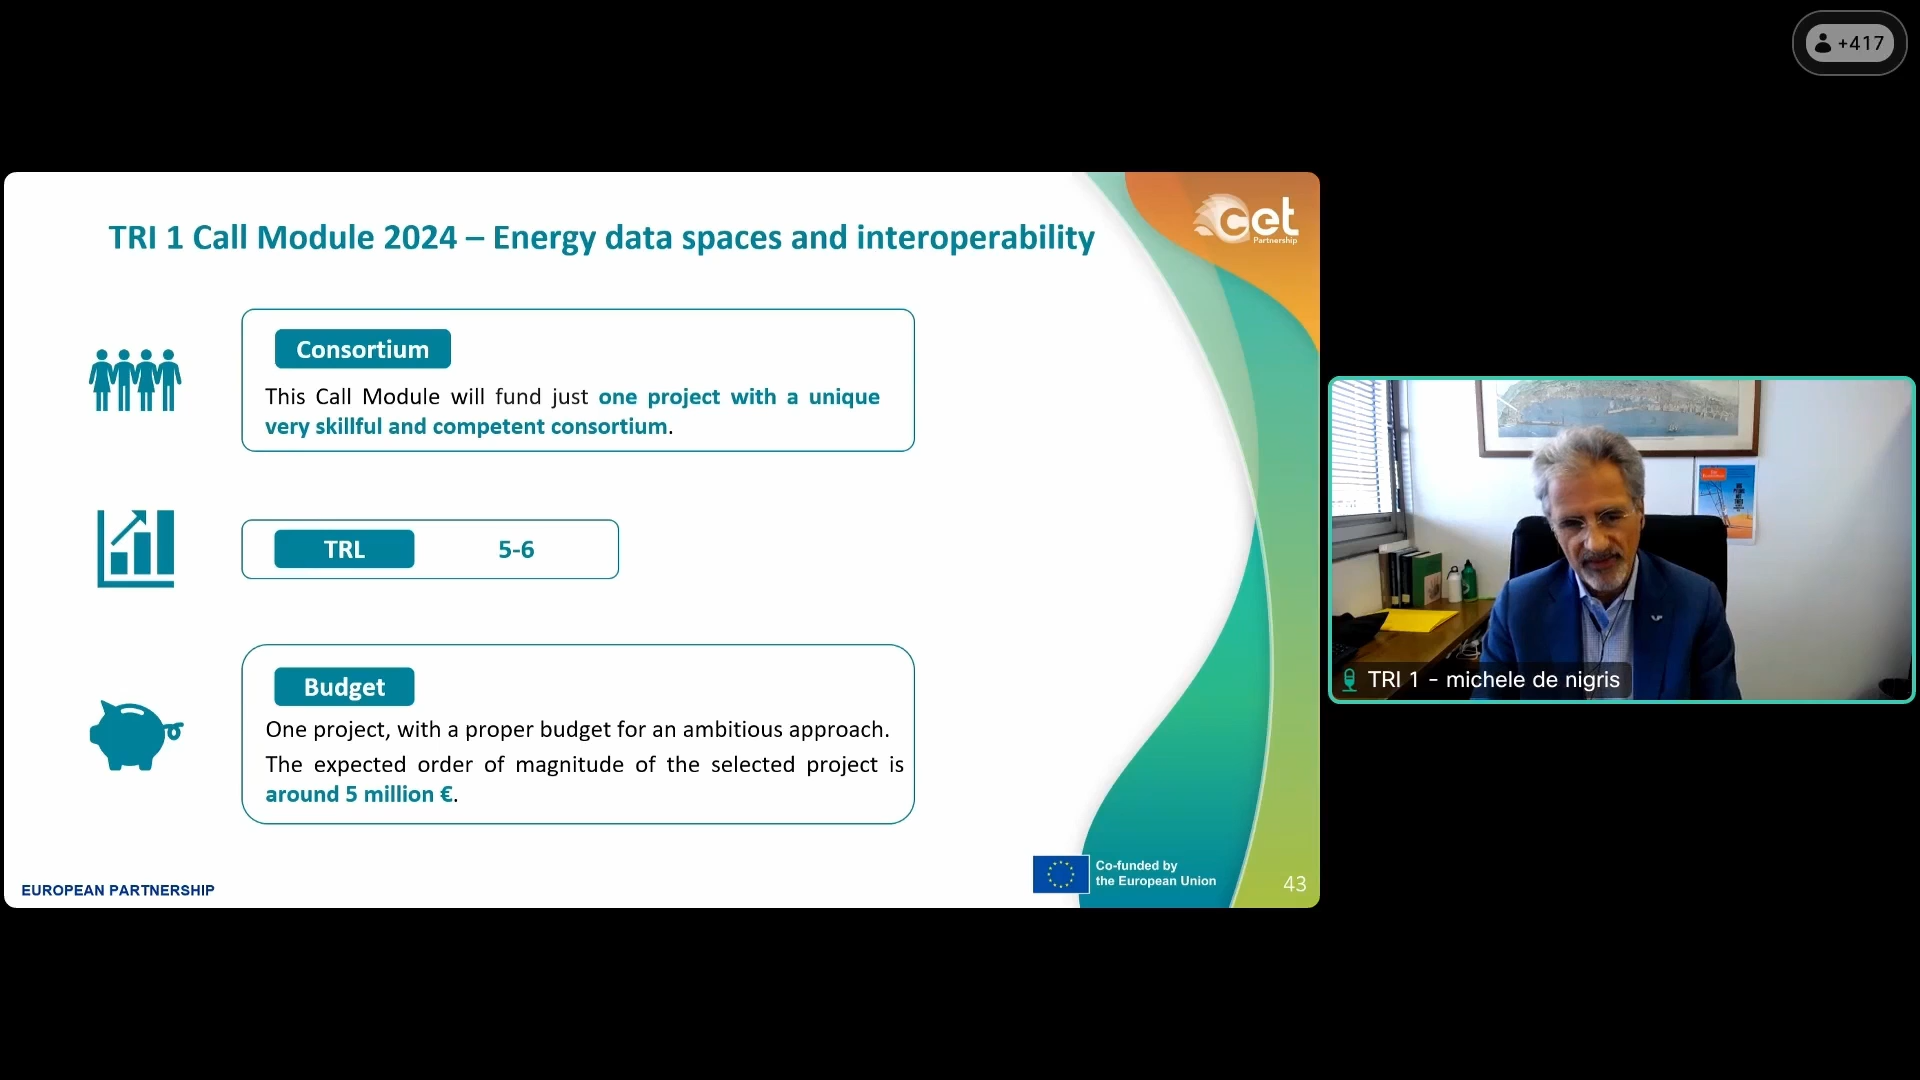 +417
TRI 1 Call Module 2024 – Energy data spaces and interoperability
cet
Partnership
Consortium
This Call Module will fund just one project with a unique
very skillful and competent consortium.
TRL 5-6
Budget
One project, with a proper budget for an ambitious approach.
The expected order of magnitude of the selected project is
around 5 million €.
EUROPEAN PARTNERSHIP
Co-funded by
the European Union
43
TRI 1 - michele de nigris